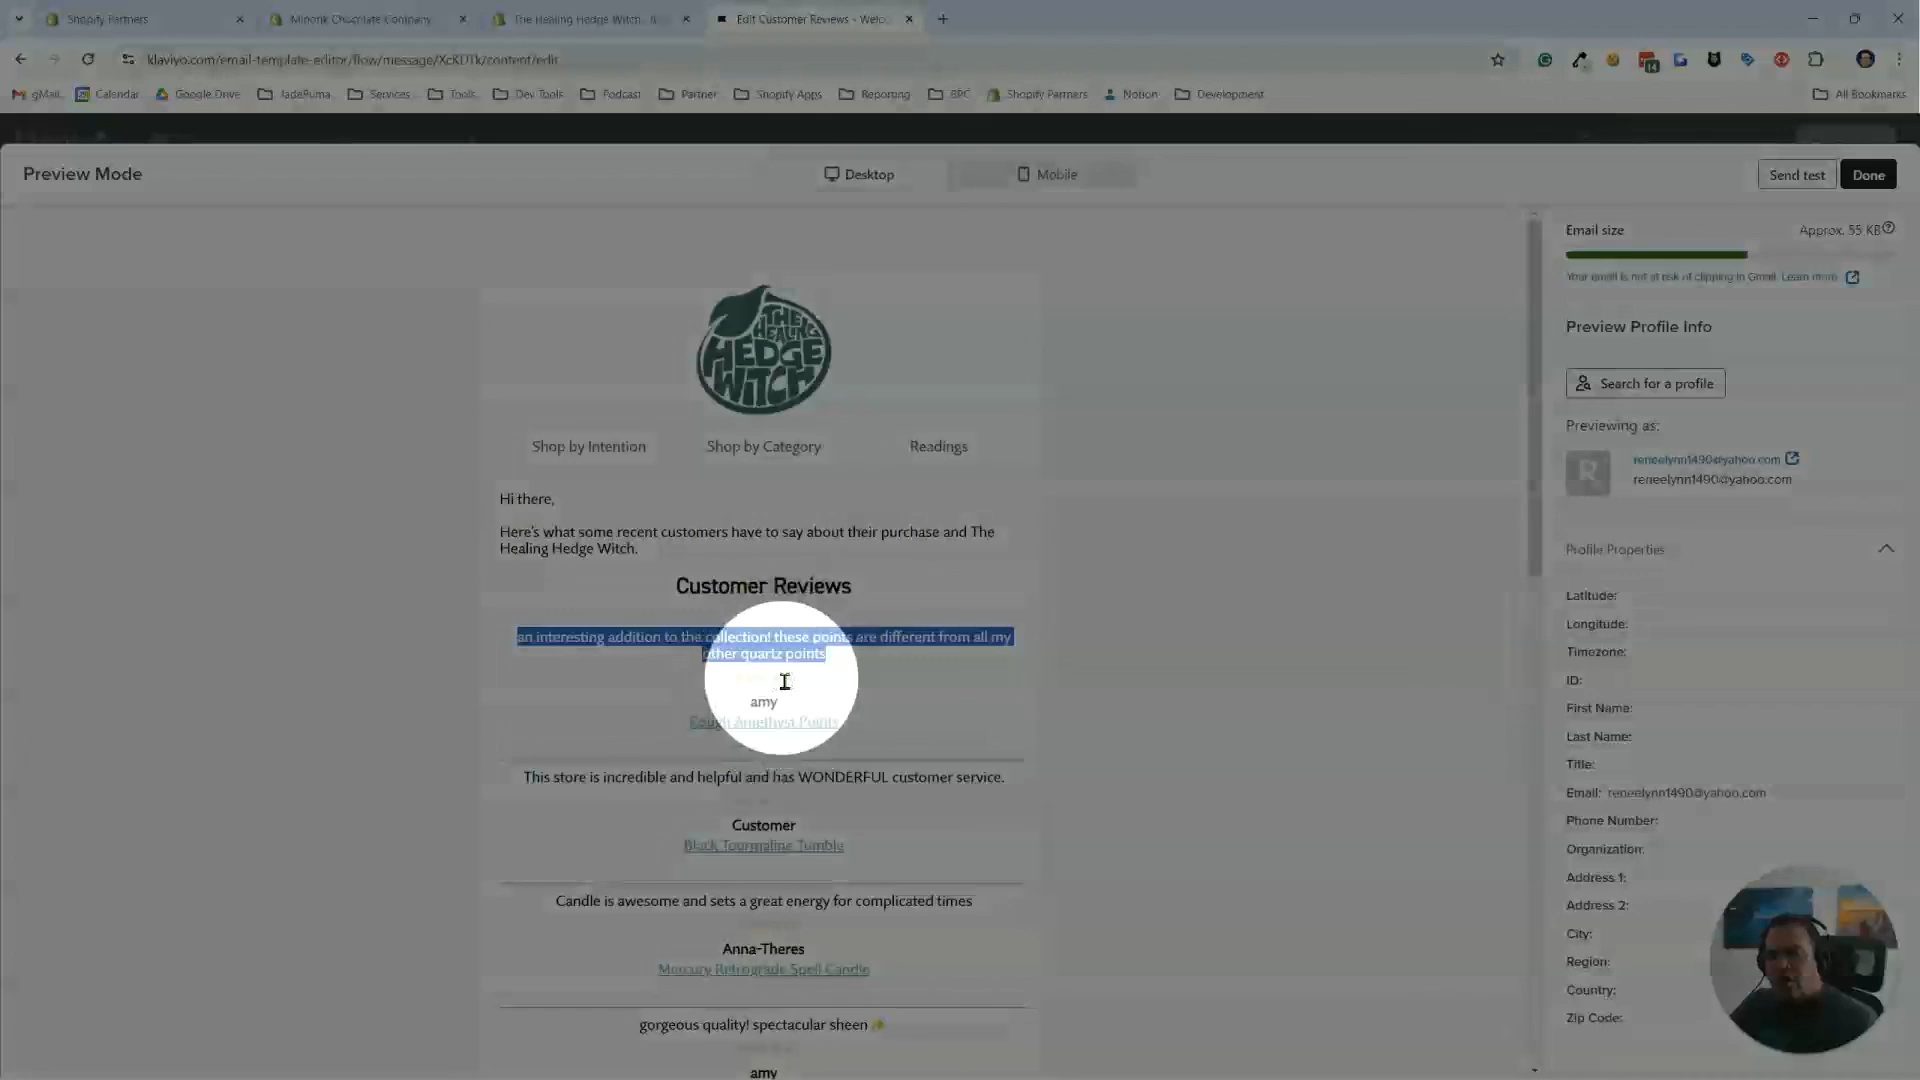 Shopify Partners
Minorik Chocolate Company
The Healing Hedge Witch
Edit Customer Reviews - Welc
klaviyo.com/email-template-editor/flow/message/XcKUTk/content/edit
gMail
Calendar
Google Drive
JadePuma
Services
Tools
Dev Tools
Podcast
Partner
Shopify Apps
Reporting
BPC
Shopify Partners
Notion
Development
All Bookmarks
Preview Mode
Desktop
Mobile
Send test
Done
Email size
Approx. 55 KB
Your email is not at risk of clipping in Gmail. Learn more
Preview Profile Info
Search for a profile
Previewing as:
R
reneelynn1490@yahoo.com
reneelynn1490@yahoo.com
Profile Properties
Latitude:
Longitude:
Timezone:
ID:
First Name:
Last Name:
Title:
Email: reneelynn1490@yahoo.com
Phone Number:
Organization:
Address 1:
Address 2:
City:
Region:
Country:
Zip Code:
THE HEALING HEDGE WITCH
Shop by Intention
Shop by Category
Readings
Hi there,
Here's what some recent customers have to say about their purchase and The
Healing Hedge Witch.
Customer Reviews
an interesting addition to the collection! these points are different from all my
other quartz points
amy
Rough Amethyst Points
This store is incredible and helpful and has WONDERFUL customer service.
Customer
Black Tourmaline Tumble
Candle is awesome and sets a great energy for complicated times
Anna-Theres
Mercury Retrograde Spell Candle
gorgeous quality! spectacular sheen ✨
amy